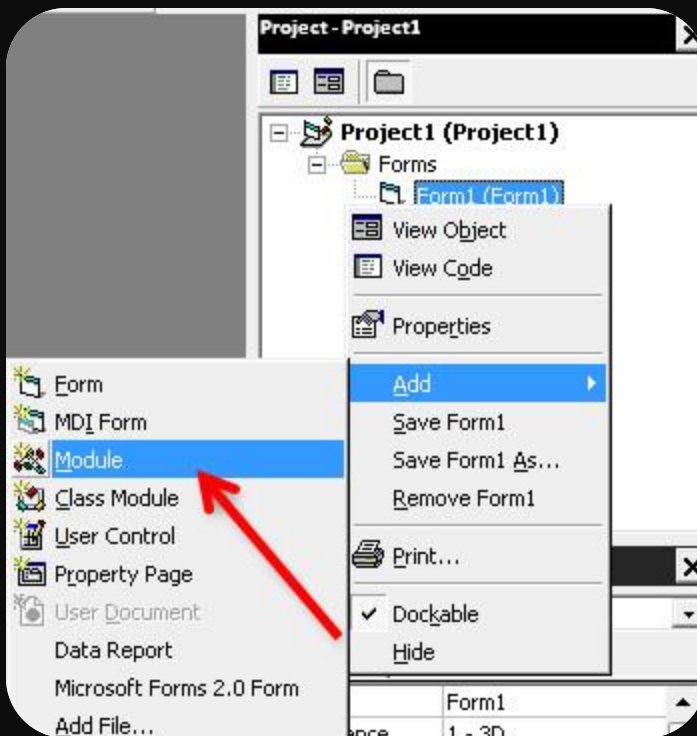 Project - Project1
Project1 (Project1)
Forms
Form1 (Form1)
View Object
View Code
Properties
Add
Save Form1
Save Form1 As...
Remove Form1
Print...
Dockable
Hide
Form
MDI Form
Module
Class Module
User Control
Property Page
User Document
Data Report
Microsoft Forms 2.0 Form
Add File...
Form1
1 - 3D